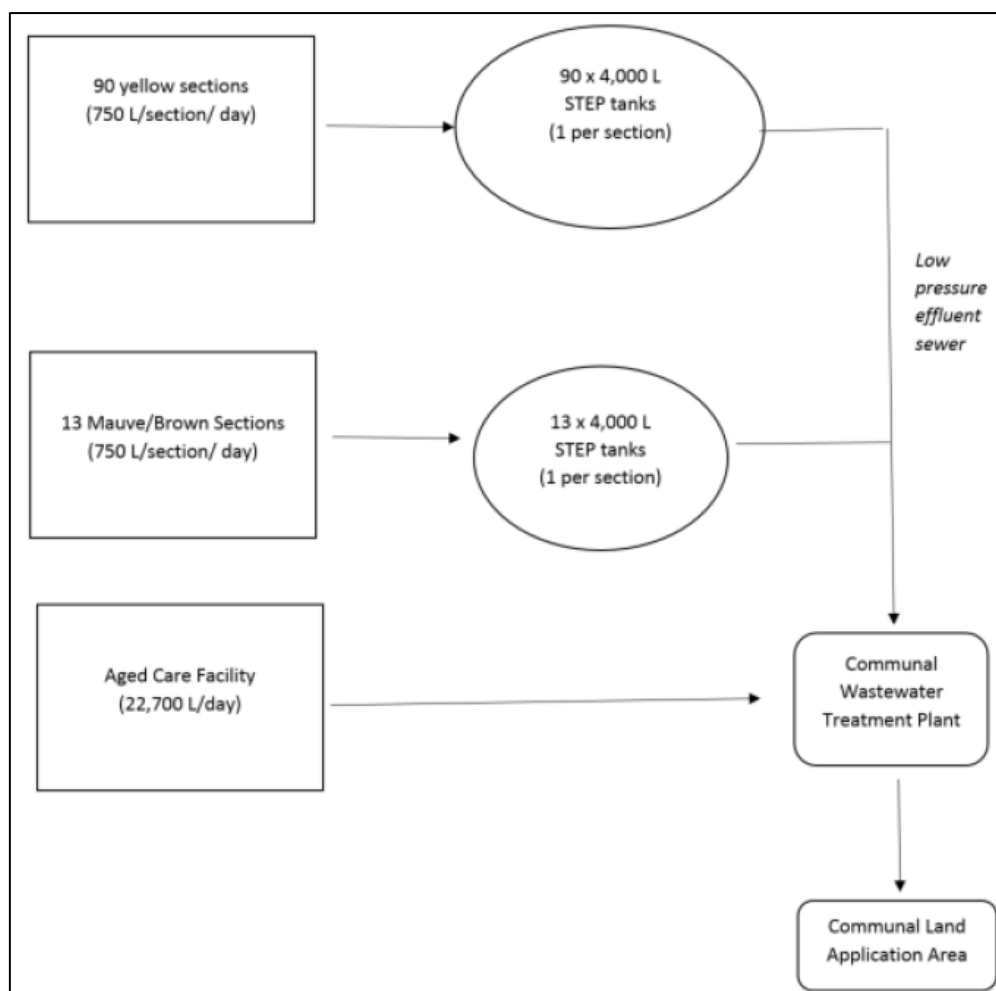 90 yellow sections
(750 L/section/ day)
90 x 4,000 L
STEP tanks
(1 per section)
Low
pressure
effluent
sewer
13 Mauve/Brown Sections
(750 L/section/ day)
13 x 4,000 L
STEP tanks
(1 per section)
Aged Care Facility
(22,700 L/day)
Communal
Wastewater
Treatment Plant
Communal Land
Application Area